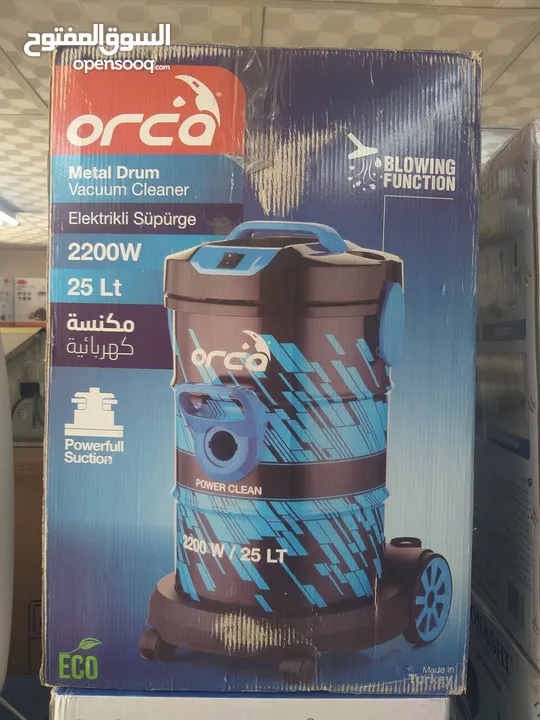 السوق المفتوح
opensooq.com
orca
Metal Drum
Vacuum Cleaner
Elektrikli Süpürge
2200W
25 Lt
مكنسة
كهربائية
Powerfull
Suction
BLOWING
FUNCTION
orca
POWER CLEAN
2200 W / 25 LT
ECO
Made in
Turkey